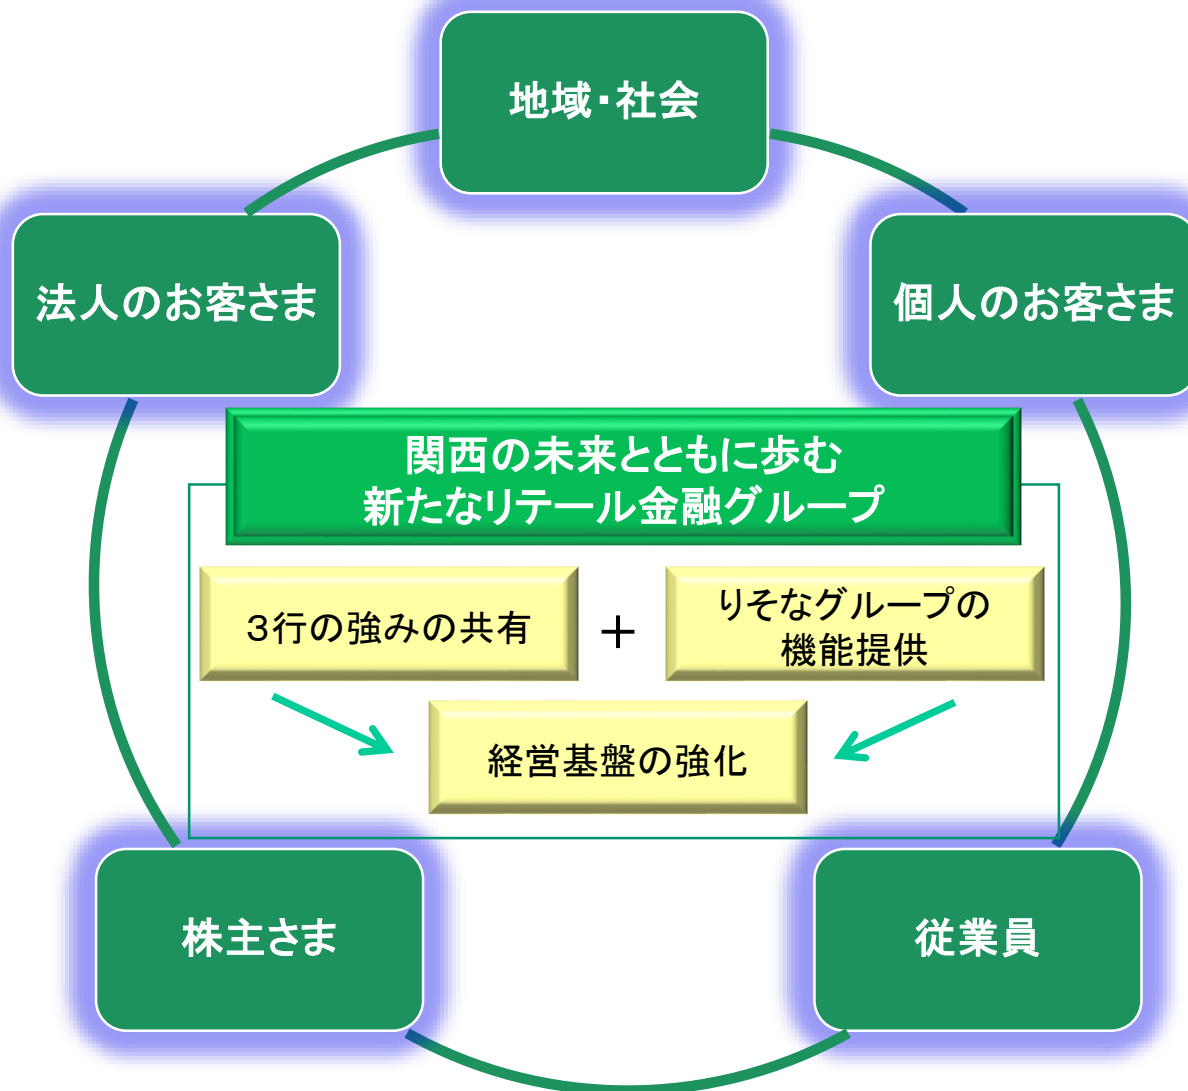 地域・社会
法人のお客さま
個人のお客さま
関西の未来とともに歩む
新たなリテール金融グループ
３行の強みの共有
＋
りそなグループの
機能提供
経営基盤の強化
株主さま
従業員